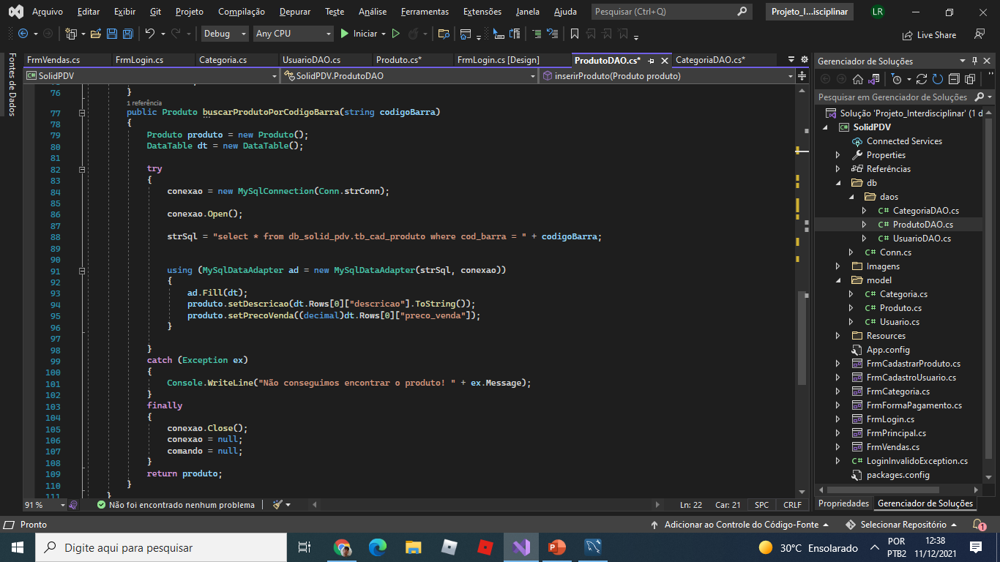 Arquivo Editar Exibir Git Projeto Compilação Depurar Teste Análise Ferramentas Extensões Janela Ajuda Pesquisar (Ctrl+Q) Projeto_I...isciplinar LR
Debug Any CPU Iniciar Live Share
Fontes de Dados
FrmVendas.cs FrmLogin.cs Categoria.cs UsuarioDAO.cs Produto.cs* FrmLogin.cs [Design] ProdutoDAO.cs* CategoriaDAO.cs*
SolidPDV SolidPDV.ProdutoDAO inserirProduto(Produto produto)
76 }
1 referência
77 public Produto buscarProdutoPorCodigoBarra(string codigoBarra)
78 {
79 Produto produto = new Produto();
80 DataTable dt = new DataTable();
81
82 try
83 {
84 conexao = new MySqlConnection(Conn.strConn);
85
86 conexao.Open();
87
88 strSql = "select * from db_solid_pdv.tb_cad_produto where cod_barra = " + codigoBarra;
89
90
91 using (MySqlDataAdapter ad = new MySqlDataAdapter(strSql, conexao))
92 {
93 ad.Fill(dt);
94 produto.setDescricao(dt.Rows[0]["descricao"].ToString());
95 produto.setPrecoVenda((decimal)dt.Rows[0]["preco_venda"]);
96 }
97
98 }
99 catch (Exception ex)
100 {
101 Console.WriteLine("Não conseguimos encontrar o produto! " + ex.Message);
102 }
103 finally
104 {
105 conexao.Close();
106 conexao = null;
107 comando = null;
108 }
109 return produto;
110 }
111 }
91 % Não foi encontrado nenhum problema Ln: 22 Car: 21 SPC CRLF
Gerenciador de Soluções
Pesquisar em Gerenciador de Soluções
Solução 'Projeto_Interdisciplinar' (1 d
SolidPDV
Connected Services
Properties
Referências
db
daos
CategoriaDAO.cs
ProdutoDAO.cs
UsuarioDAO.cs
Conn.cs
Imagens
model
Categoria.cs
Produto.cs
Usuario.cs
Resources
App.config
FrmCadastrarProduto.cs
FrmCadastroUsuario.cs
FrmCategoria.cs
FrmFormaPagamento.cs
FrmLogin.cs
FrmPrincipal.cs
FrmVendas.cs
LoginInvalidoException.cs
packages.config
Propriedades Gerenciador de Soluções
Pronto Adicionar ao Controle do Código-Fonte Selecionar Repositório 1
Digite aqui para pesquisar 30°C Ensolarado POR PTB2 12:38 11/12/2021